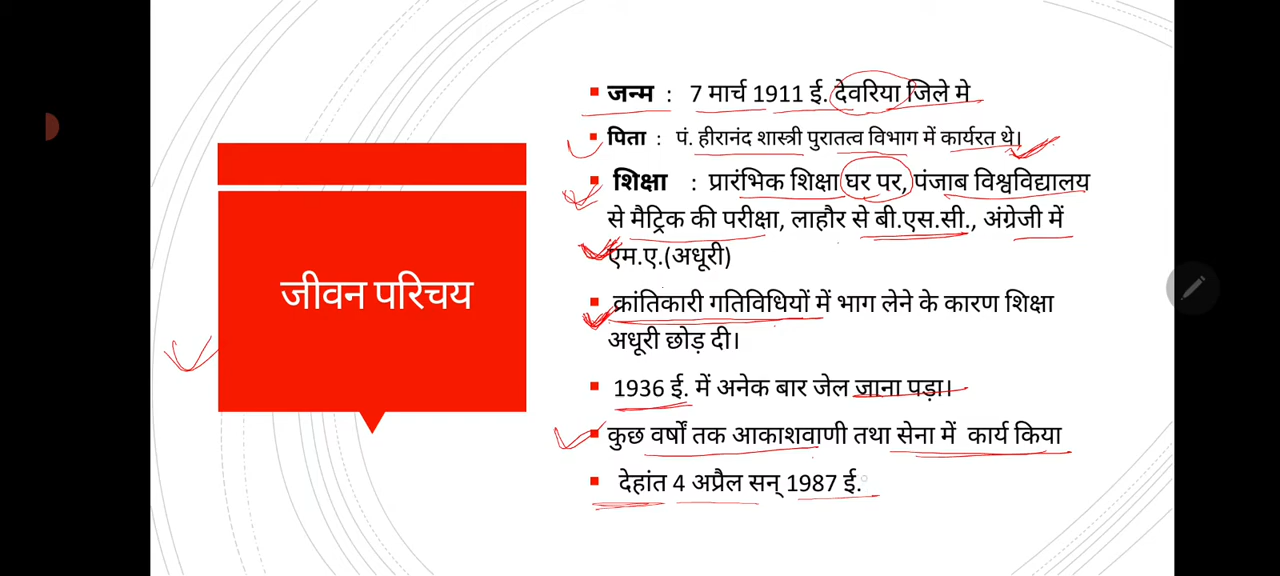 जीवन परिचय
जन्म : 7 मार्च 1911 ई. देवरिया जिले मे
पिता : पं. हीरानंद शास्त्री पुरातत्व विभाग में कार्यरत थे।
शिक्षा : प्रारंभिक शिक्षा घर पर, पंजाब विश्वविद्यालय
से मैट्रिक की परीक्षा, लाहौर से बी.एस.सी., अंग्रेजी में
एम.ए.(अधूरी)
क्रांतिकारी गतिविधियों में भाग लेने के कारण शिक्षा
अधूरी छोड़ दी।
1936 ई. में अनेक बार जेल जाना पड़ा।
कुछ वर्षों तक आकाशवाणी तथा सेना में कार्य किया
देहांत 4 अप्रैल सन् 1987 ई.